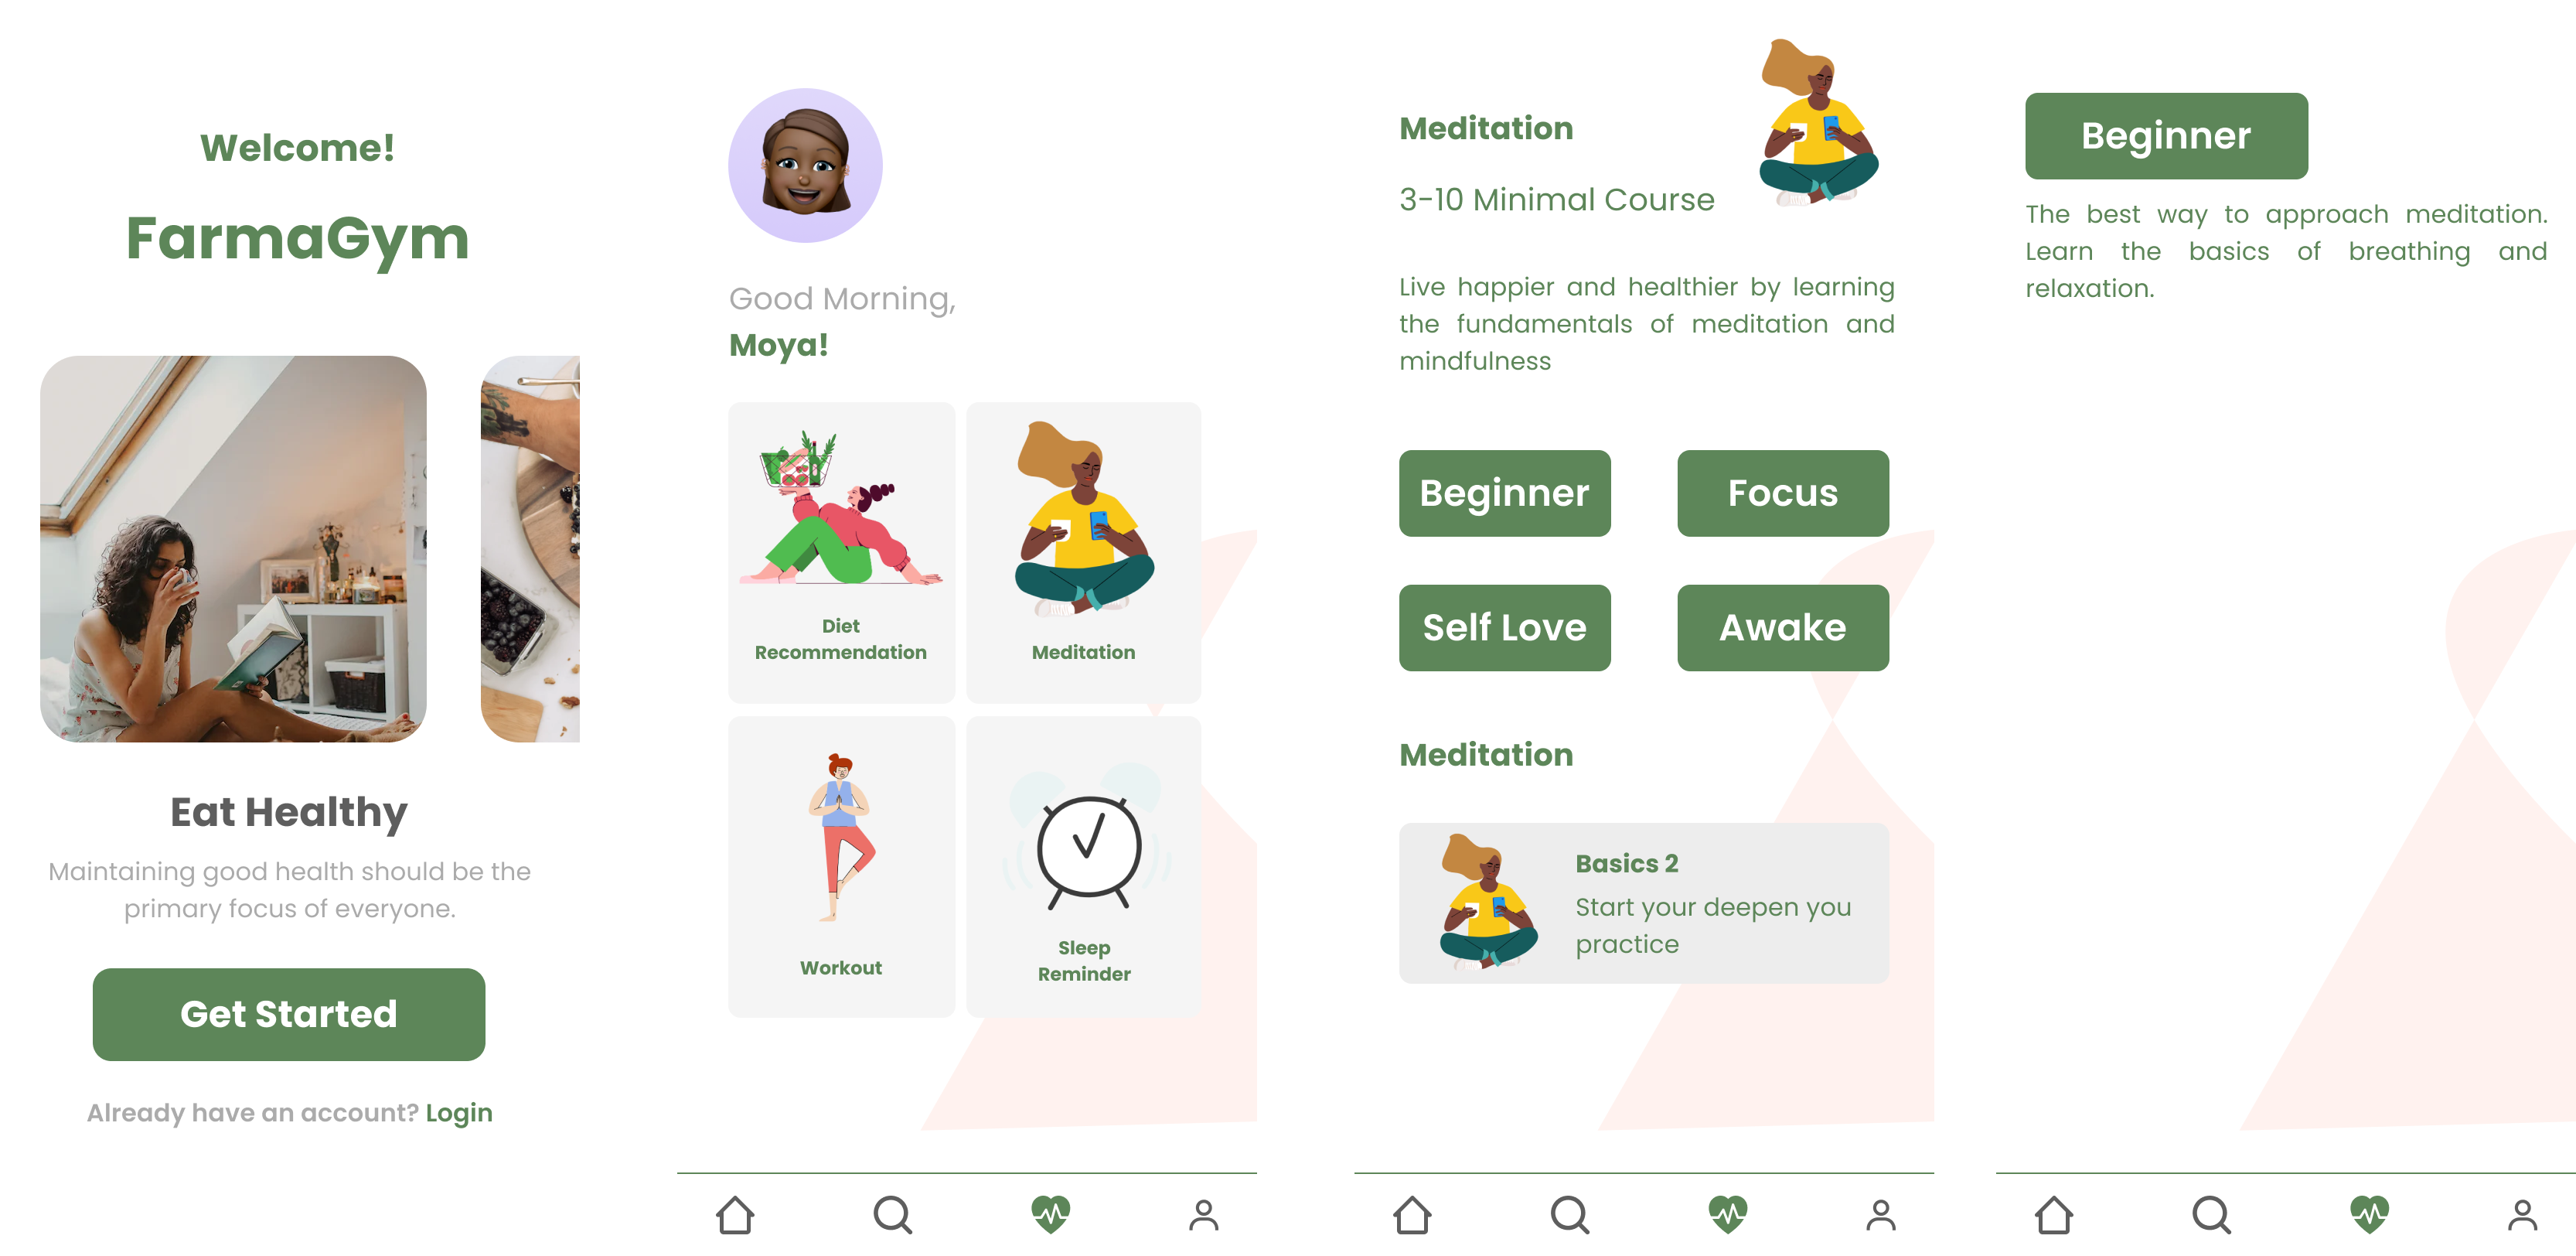 Welcome!
FarmaGym
Eat Healthy
Maintaining good health should be the
primary focus of everyone.
Get Started
Already have an account? Login
Good Morning,
Moya!
Diet
Recommendation
Meditation
Workout
Sleep
Reminder
Meditation
3-10 Minimal Course
Live happier and healthier by learning
the fundamentals of meditation and
mindfulness
Beginner
Focus
Self Love
Awake
Meditation
Basics 2
Start your deepen you
practice
Beginner
The best way to approach meditation.
Learn the basics of breathing and
relaxation.